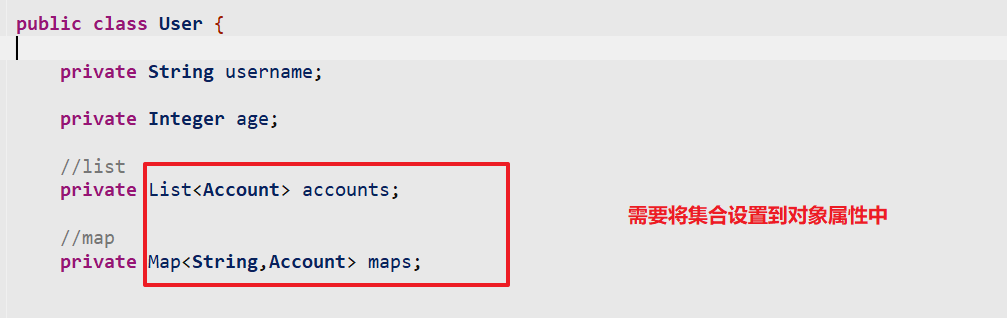 public class User {
private String username;
private Integer age;
//list
private List<Account> accounts;
需要将集合设置到对象属性中
//map
private Map<String,Account> maps;